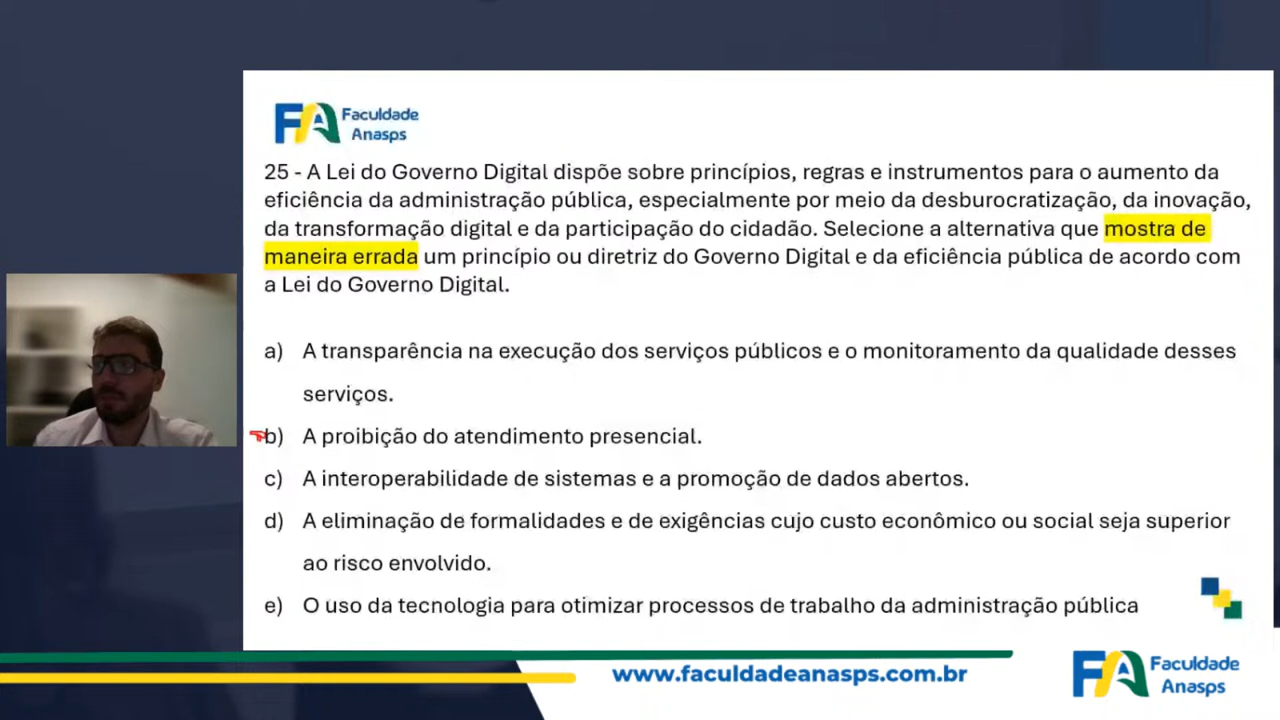 FA Faculdade
Anasps
25 - A Lei do Governo Digital dispõe sobre princípios, regras e instrumentos para o aumento da
eficiência da administração pública, especialmente por meio da desburocratização, da inovação,
da transformação digital e da participação do cidadão. Selecione a alternativa que mostra de
maneira errada um princípio ou diretriz do Governo Digital e da eficiência pública de acordo com
a Lei do Governo Digital.
a) A transparência na execução dos serviços públicos e o monitoramento da qualidade desses
serviços.
b) A proibição do atendimento presencial.
c) A interoperabilidade de sistemas e a promoção de dados abertos.
d) A eliminação de formalidades e de exigências cujo custo econômico ou social seja superior
ao risco envolvido.
e) O uso da tecnologia para otimizar processos de trabalho da administração pública
www.faculdadeanasps.com.br
FA Faculdade
Anasps